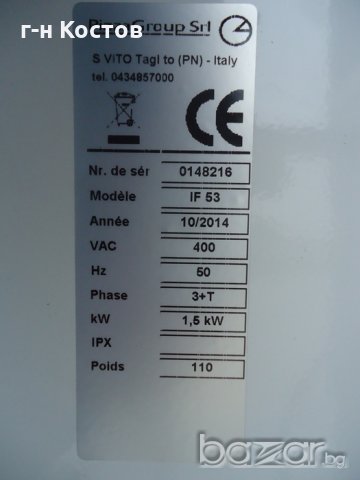 г-н Костов
PizzaGroup Srl
S VITO Tagl to (PN) - Italy
tel. 0434857000
CE
Nr. de sér 0148216
Modèle IF 53
Année 10/2014
VAC 400
Hz 50
Phase 3+T
kW 1,5 kW
IPX
Poids 110
bazar.bg